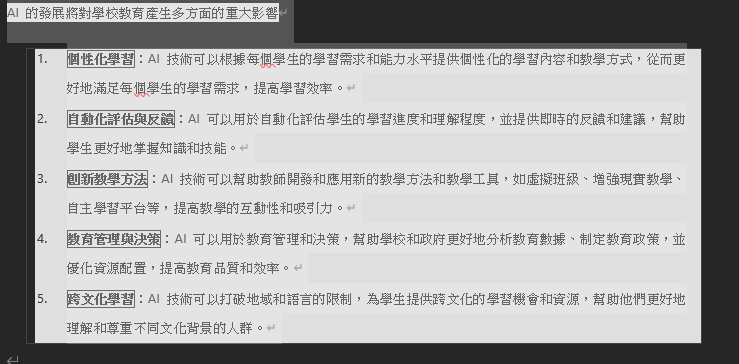 AI 的發展將對學校教育產生多方面的重大影響
1. 個性化學習：AI 技術可以根據每個學生的學習需求和能力水平提供個性化的學習內容和教學方式，從而更
好地滿足每個學生的學習需求，提高學習效率。
2. 自動化評估與反饋：AI 可以用於自動化評估學生的學習進度和理解程度，並提供即時的反饋和建議，幫助
學生更好地掌握知識和技能。
3. 創新教學方法：AI 技術可以幫助教師開發和應用新的教學方法和教學工具，如虛擬班級、增強現實教學、
自主學習平台等，提高教學的互動性和吸引力。
4. 教育管理與決策：AI 可以用於教育管理和決策，幫助學校和政府更好地分析教育數據、制定教育政策，並
優化資源配置，提高教育品質和效率。
5. 跨文化學習：AI 技術可以打破地域和語言的限制，為學生提供跨文化的學習機會和資源，幫助他們更好地
理解和尊重不同文化背景的人群。